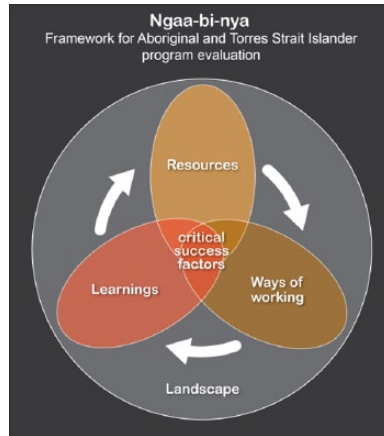 Ngaa-bi-nya
Framework for Aboriginal and Torres Strait Islander
program evaluation
Resources
critical
success
factors
Learnings
Ways of
working
Landscape